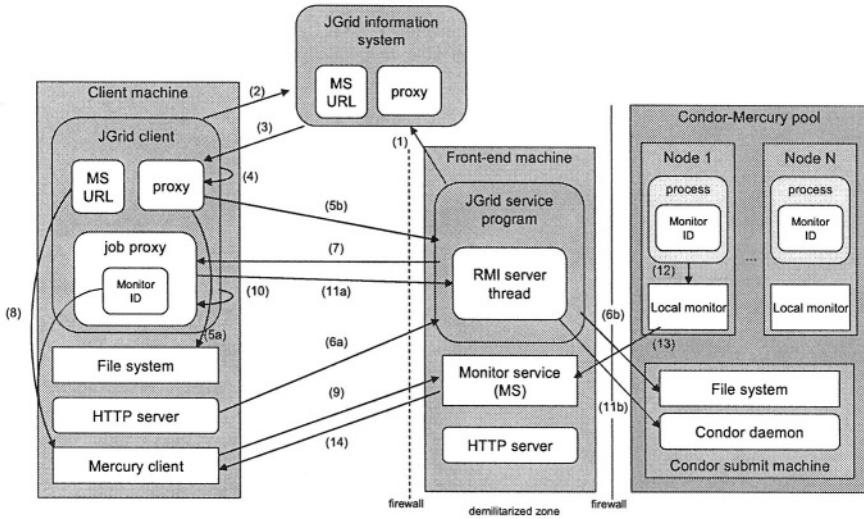 JGrid information
system
MS
URL
proxy
Client machine
(2)
JGrid client
(3)
(1)
MS
URL
proxy
(4)
(5b)
job proxy
Monitor
ID
(7)
(10)
(11a)
(8)
(5a)
File system
(6a)
HTTP server
(9)
(14)
Mercury client
Front-end machine
JGrid service
program
RMI server
thread
Monitor service
(MS)
HTTP server
firewall
demilitarized zone
firewall
(6b)
(11b)
(13)
Condor-Mercury pool
Node 1
process
Monitor
ID
(12)
Local monitor
...
Node N
process
Monitor
ID
Local monitor
File system
Condor daemon
Condor submit machine